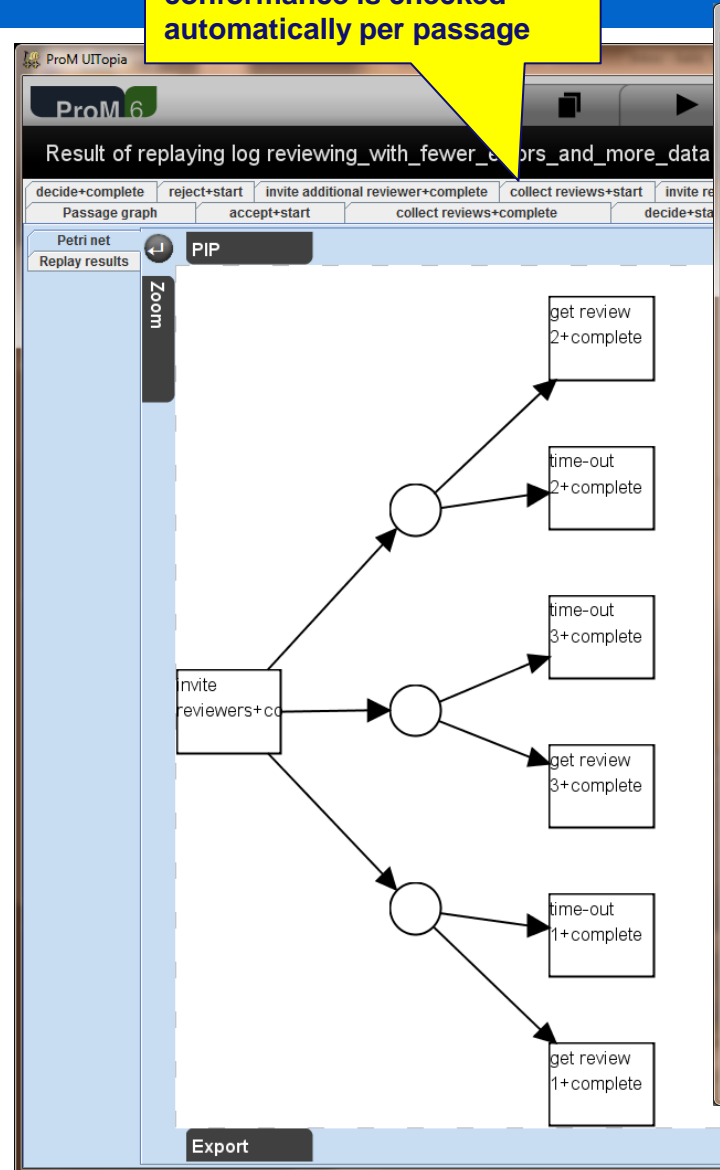 conformance is checked
automatically per passage
ProM UITopia
ProM 6
Result of replaying log reviewing_with_fewer_e ors_and_more_data
decide+complete reject+start invite additional reviewer+complete collect reviews+start invite re
Passage graph accept+start collect reviews+complete decide+sta
Petri net
Replay results
PIP
Zoom
get review
2+complete
time-out
2+complete
time-out
3+complete
invite
reviewers+co
get review
3+complete
time-out
1+complete
get review
1+complete
Export